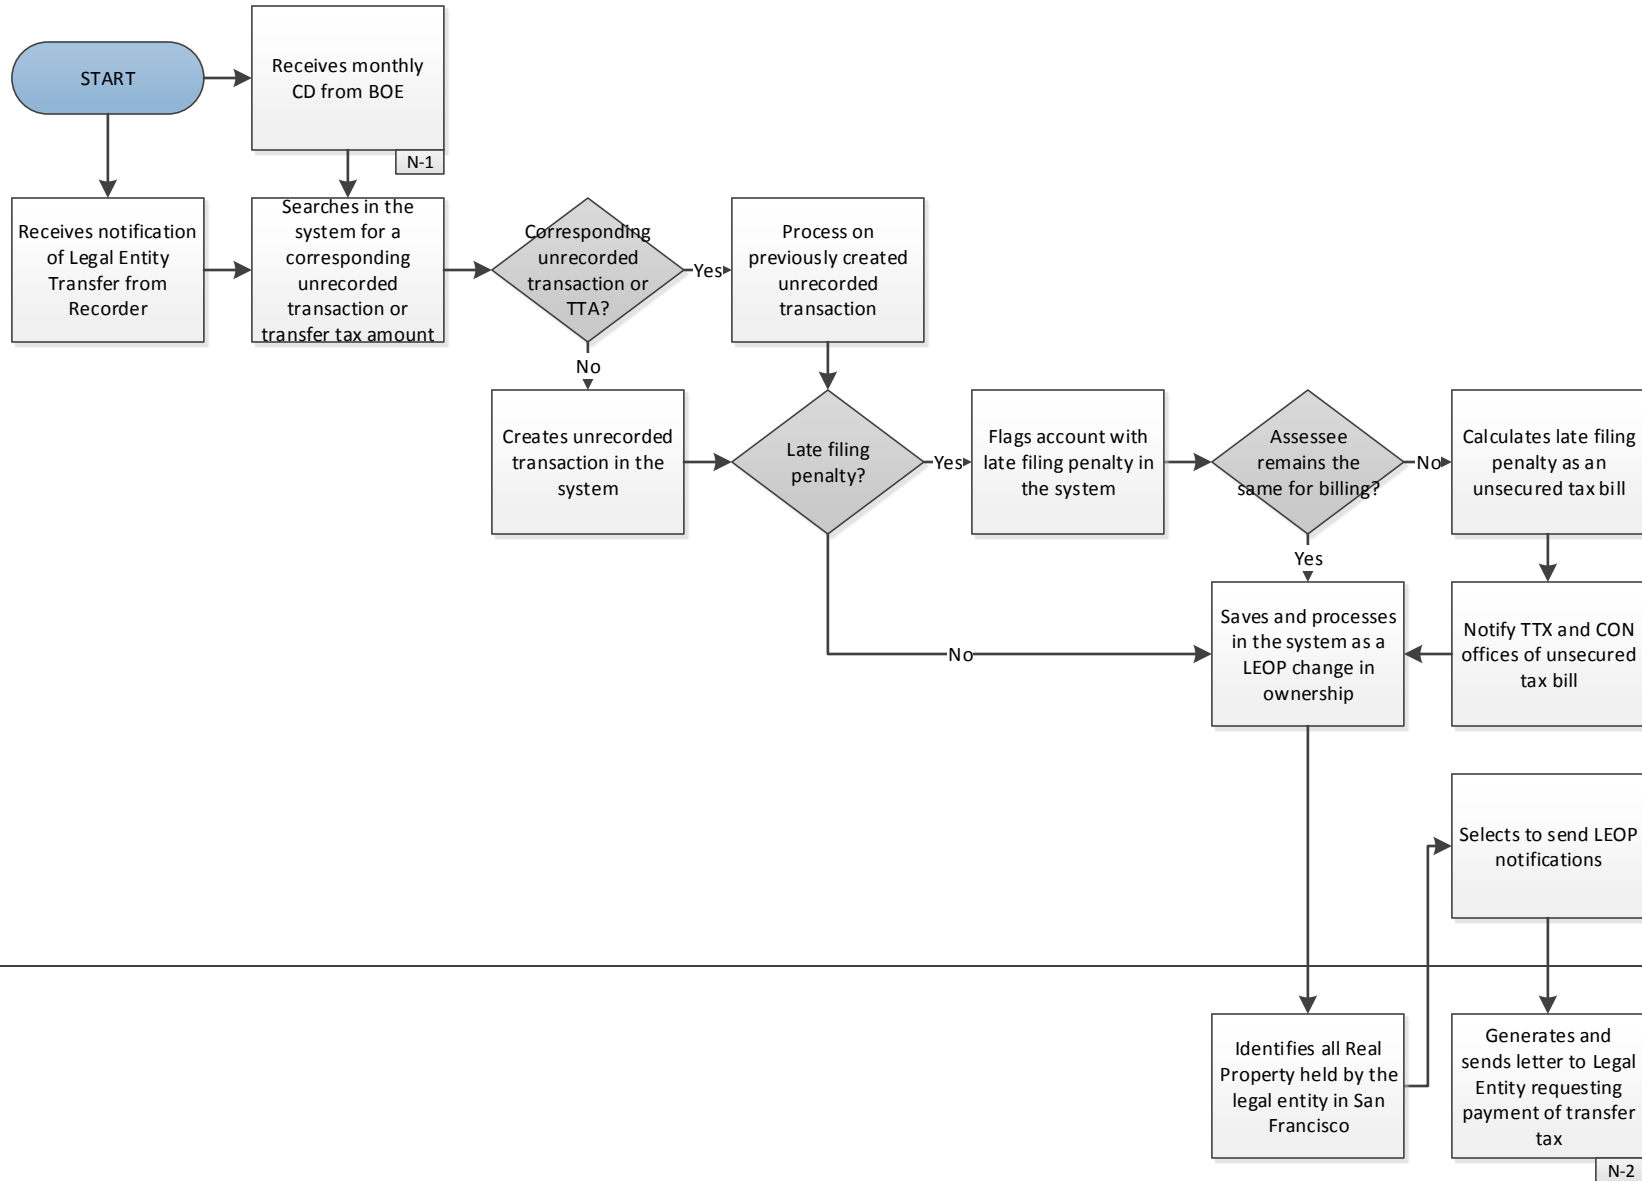 START
Receives monthly
CD from BOE
N-1
Receives notification
of Legal Entity
Transfer from
Recorder
Searches in the
system for a
corresponding
unrecorded
transaction or
transfer tax amount
Corresponding
unrecorded
transaction or
TTA?
Yes
Process on
previously created
unrecorded
transaction
No
Creates unrecorded
transaction in the
system
Late filing
penalty?
Yes
Flags account with
late filing penalty in
the system
Assessee
remains the
same for billing?
No
Calculates late filing
penalty as an
unsecured tax bill
Yes
No
Saves and processes
in the system as a
LEOP change in
ownership
Notify TTX and CON
offices of unsecured
tax bill
Selects to send LEOP
notifications
Identifies all Real
Property held by the
legal entity in San
Francisco
Generates and
sends letter to Legal
Entity requesting
payment of transfer
tax
N-2